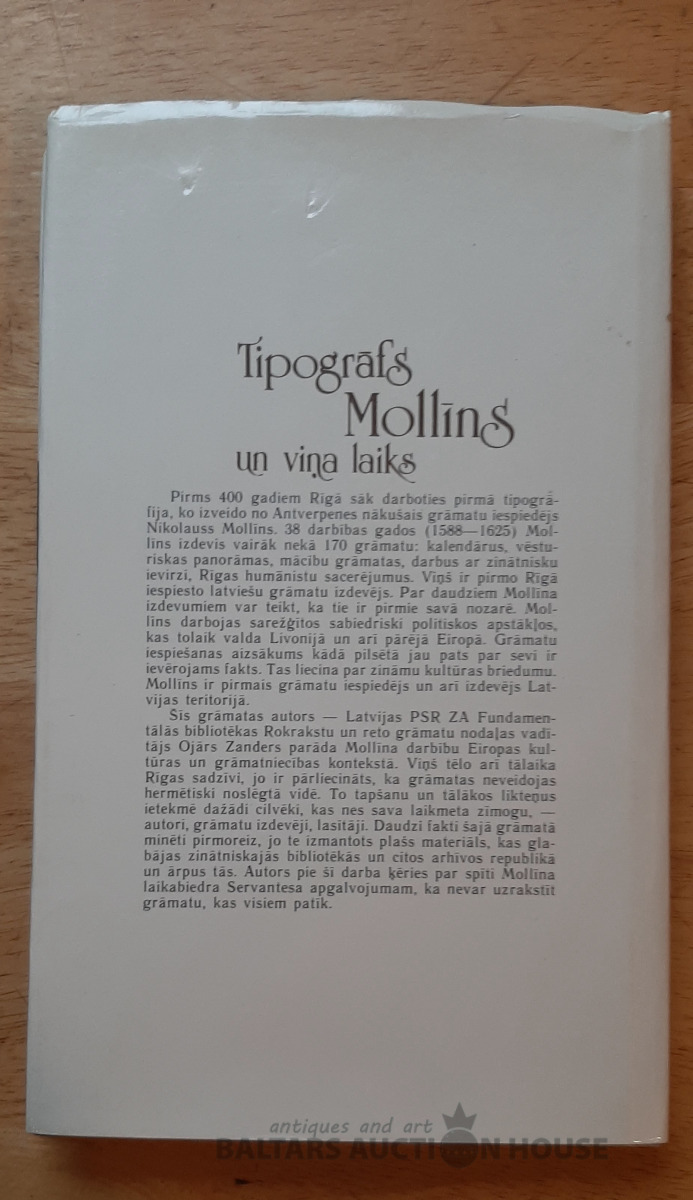 Tipogrāfs
Mollīns
un viņa laiks
Pirms 400 gadiem Rīgā sāk darboties pirmā tipogrā-
fija, ko izveido no Antverpenes nākušais grāmatu iespiedējs
Nikolauss Mollīns. 38 darbības gados (1588—1625) Mol-
līns izdevis vairāk nekā 170 grāmatu: kalendārus, vēstu-
riskas panorāmas, mācību grāmatas, darbus ar zinātnisku
ievirzi, Rīgas humānistu sacerējumus. Viņš ir pirmo Rīgā
iespiesto latviešu grāmatu izdevējs. Par daudziem Mollīna
izdevumiem var teikt, ka tie ir pirmie savā nozarē. Mol-
līns darbojas sarežģītos sabiedriski politiskos apstākļos,
kas tolaik valda Livonijā un arī pārējā Eiropā. Grāmatu
iespiešanas aizsākums kādā pilsētā jau pats par sevi ir
ievērojams fakts. Tas liecina par zināmu kultūras briedumu.
Mollīns ir pirmais grāmatu iespiedējs un arī izdevējs Lat-
vijas teritorijā.
Šīs grāmatas autors — Latvijas PSR ZA Fundamen-
tālās bibliotēkas Rokrakstu un reto grāmatu nodaļas vadī-
tājs Ojārs Zanders parāda Mollīna darbību Eiropas kul-
tūras un grāmatniecības kontekstā. Viņš tēlo arī tālaika
Rīgas sadzīvi, jo ir pārliecināts, ka grāmatas neveidojas
hermētiski noslēgtā vidē. To tapšanu un tālākos likteņus
ietekmē dažādi cilvēki, kas nes sava laikmeta zīmogu, —
autori, grāmatu izdevēji, lasītāji. Daudzi fakti šajā grāmatā
minēti pirmoreiz, jo te izmantots plašs materiāls, kas gla-
bājas zinātniskajās bibliotēkās un citos arhīvos republikā
un ārpus tās. Autors pie šī darba ķēries par spīti Mollīna
laikabiedra Servantesa apgalvojumam, ka nevar uzrakstīt
grāmatu, kas visiem patīk.
antiques and art
BALTARS AUCTION HOUSE